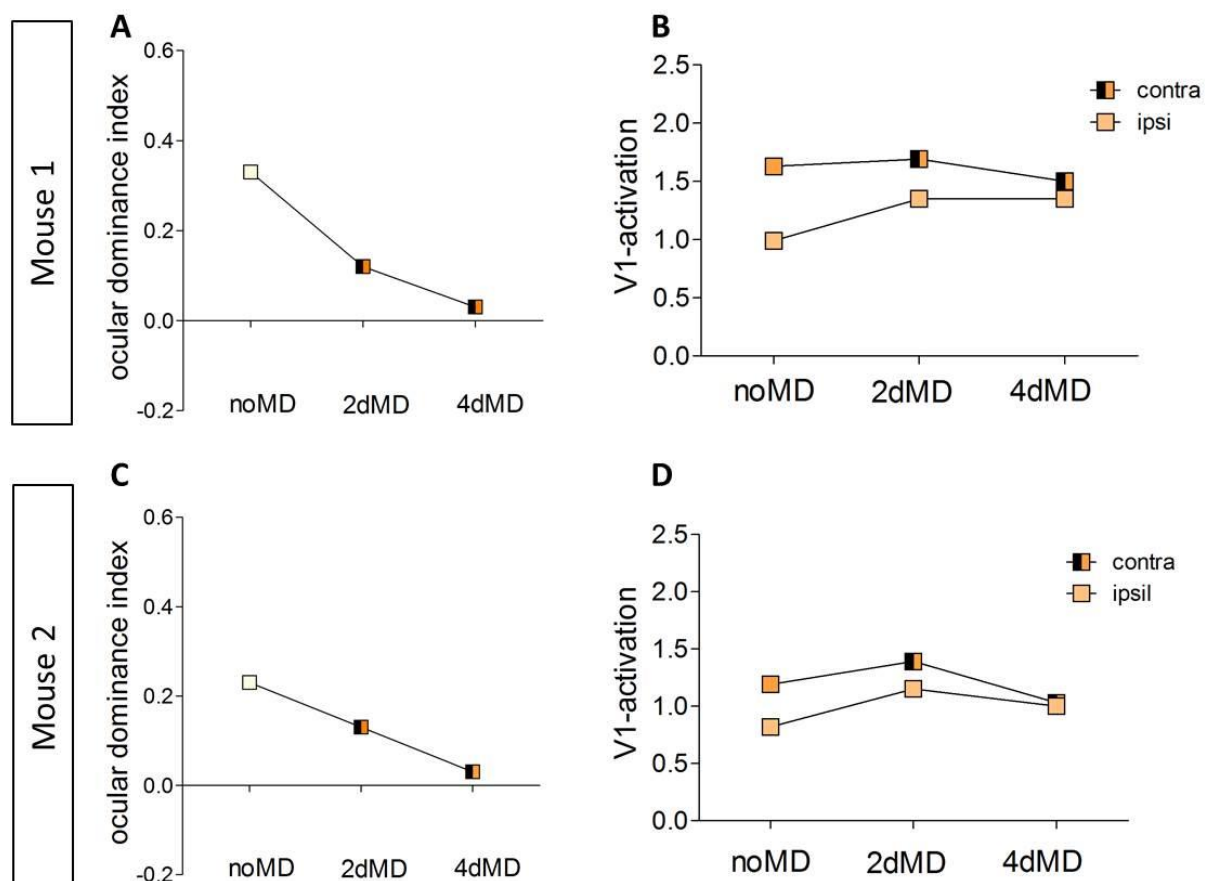 Mouse 1
A
ocular dominance index
0.6
0.4
0.2
0.0
-0.2
noMD 2dMD 4dMD
B
V1-activation
2.5
2.0
1.5
1.0
0.5
0.0
noMD 2dMD 4dMD
contra
ipsi
Mouse 2
C
ocular dominance index
0.6
0.4
0.2
0.0
-0.2
noMD 2dMD 4dMD
D
V1-activation
2.5
2.0
1.5
1.0
0.5
0.0
noMD 2dMD 4dMD
contra
ipsil